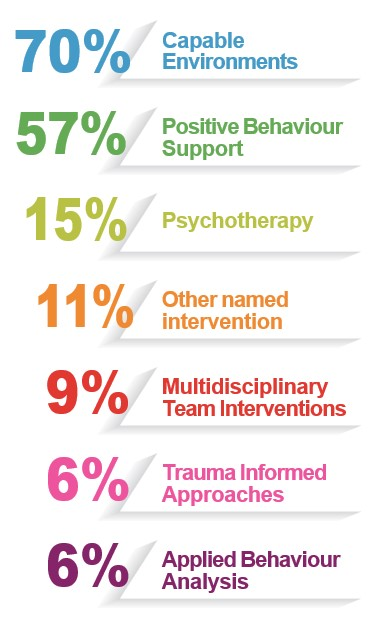 70%
Capable
Environments
57%
Positive Behaviour
Support
15%
Psychotherapy
11%
Other named
intervention
9%
Multidisciplinary
Team Interventions
6%
Trauma Informed
Approaches
6%
Applied Behaviour
Analysis